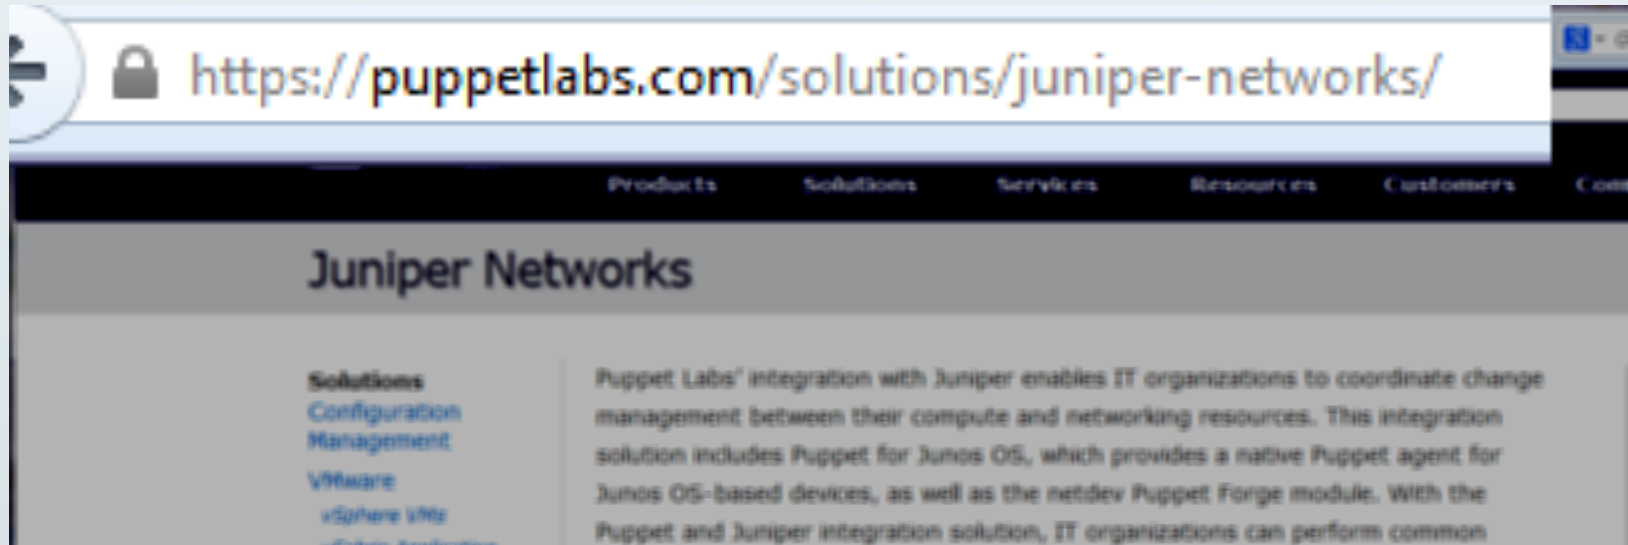 https://puppetlabs.com/solutions/juniper-networks/
Products Solutions Services Resources Customers
Juniper Networks
Solutions
Configuration
Management
VMware
vSphere VMs
Puppet Labs' integration with Juniper enables IT organizations to coordinate change
management between their compute and networking resources. This integration
solution includes Puppet for Junos OS, which provides a native Puppet agent for
Junos OS-based devices, as well as the netdev Puppet Forge module. With the
Puppet and Juniper integration solution, IT organizations can perform common